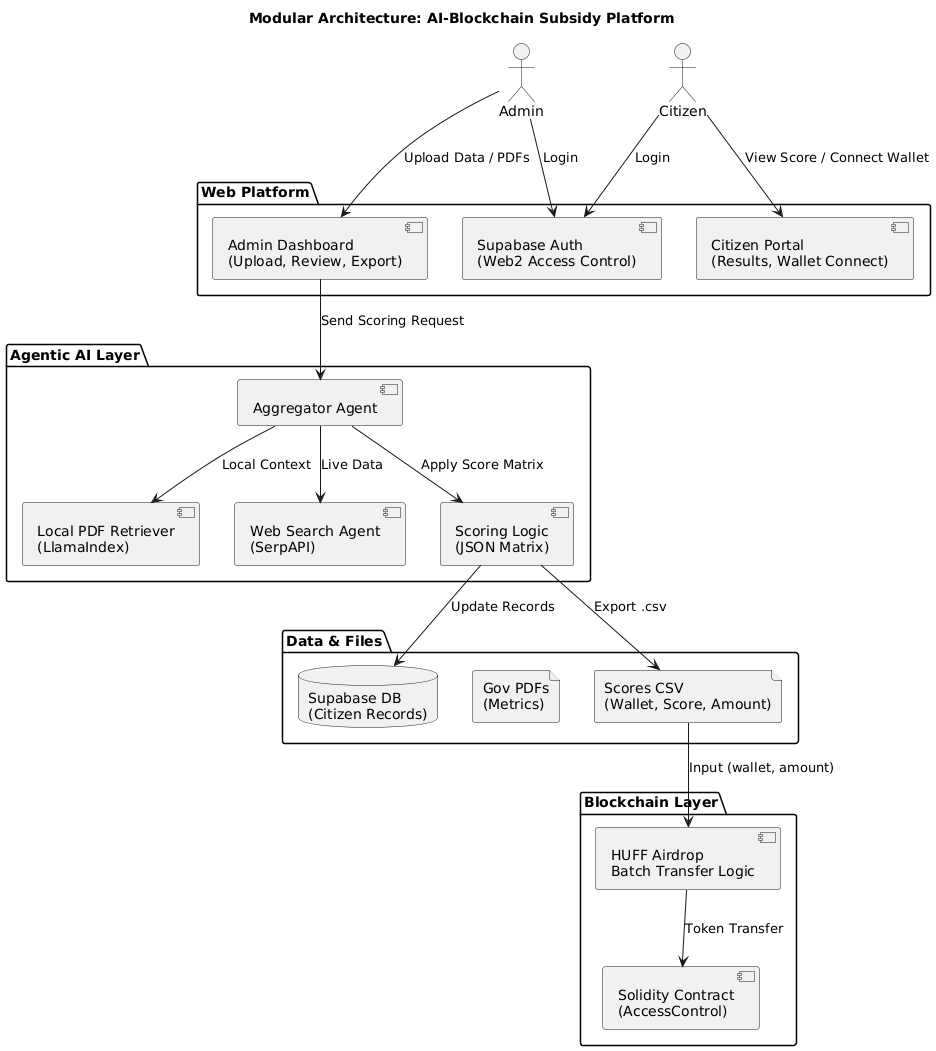 Modular Architecture: AI-Blockchain Subsidy Platform
Admin
Citizen
Upload Data / PDFs
Login
Login
View Score / Connect Wallet
Web Platform
Admin Dashboard
(Upload, Review, Export)
Supabase Auth
(Web2 Access Control)
Citizen Portal
(Results, Wallet Connect)
Send Scoring Request
Agentic AI Layer
Aggregator Agent
Local Context
Live Data
Apply Score Matrix
Local PDF Retriever
(LlamaIndex)
Web Search Agent
(SerpAPI)
Scoring Logic
(JSON Matrix)
Update Records
Export .csv
Data & Files
Supabase DB
(Citizen Records)
Gov PDFs
(Metrics)
Scores CSV
(Wallet, Score, Amount)
Input (wallet, amount)
Blockchain Layer
HUFF Airdrop
Batch Transfer Logic
Token Transfer
Solidity Contract
(AccessControl)